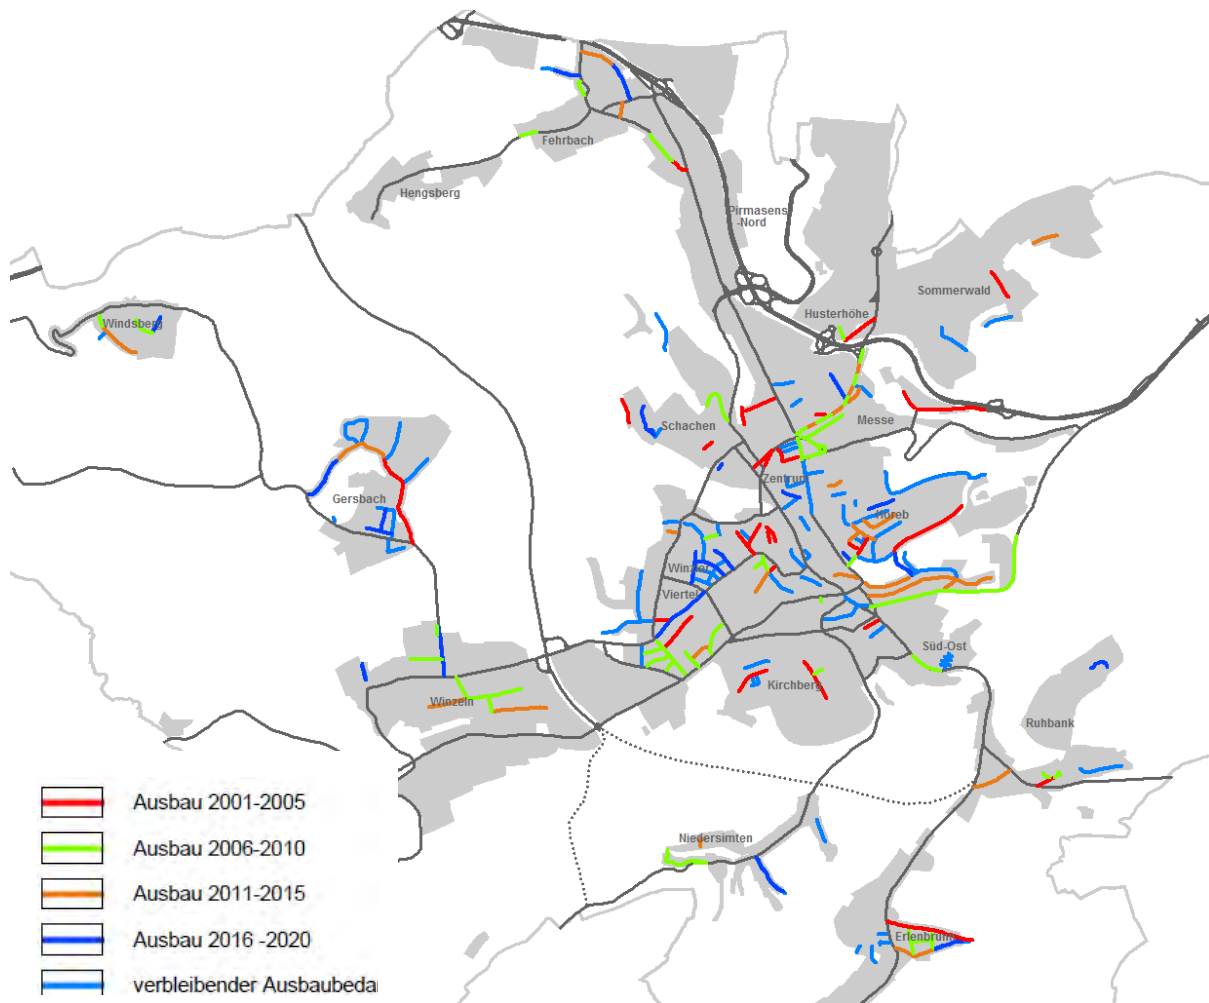 Fehrbach
Hengsberg
Pirmasens
-Nord
Sommerwald
Husterhöhe
Windsberg
Messe
Schachen
Zentrum
Gersbach
Horeb
Winzler
Viertel
Süd-Ost
Kirchberg
Winzeln
Ruhbank
Niedersimten
Erlenbrunn
Ausbau 2001-2005
Ausbau 2006-2010
Ausbau 2011-2015
Ausbau 2016 -2020
verbleibender Ausbaubeda